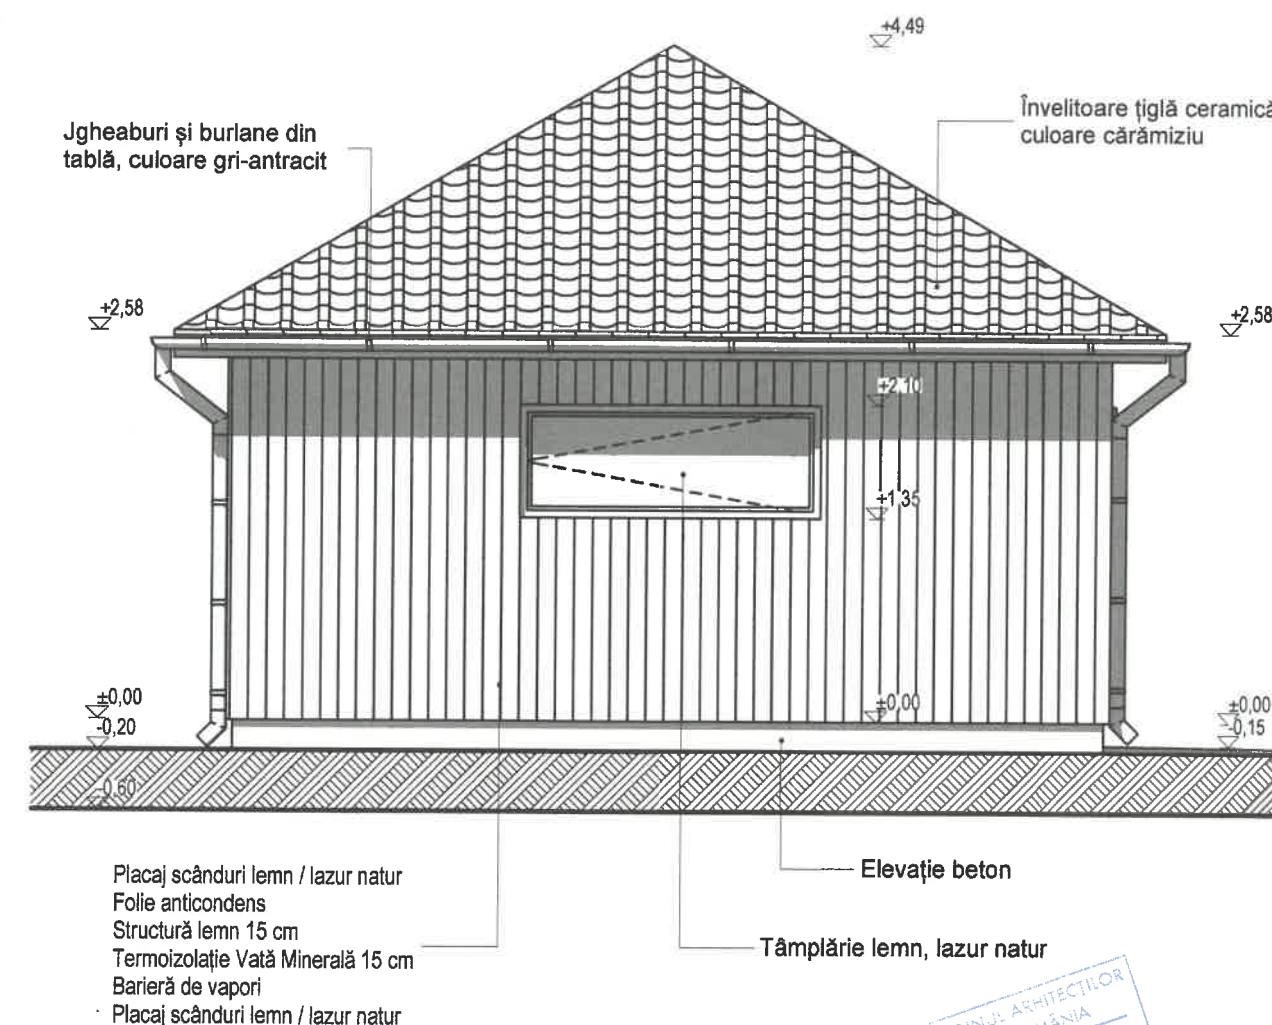 +4,49
Învelitoare țiglă ceramică
culoare cărămiziu
Jgheaburi și burlane din
tablă, culoare gri-antracit
+2,58
+2,58
+2,10
+1,35
±0,00
-0,20
±0,00
±0,00
-0,15
-0,60
Placaj scânduri lemn / lazur natur
Folie anticondens
Structură lemn 15 cm
Termoizolație Vată Minerală 15 cm
Barieră de vapori
Placaj scânduri lemn / lazur natur
Elevație beton
Tâmplărie lemn, lazur natur
ARHITECȚILOR